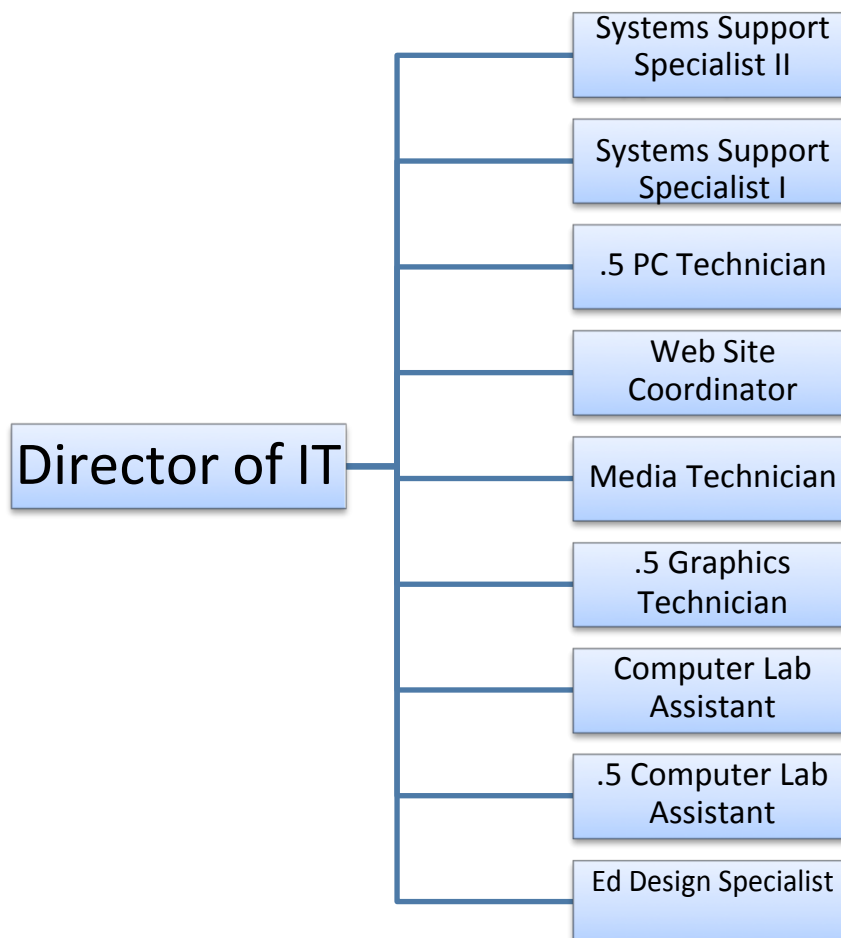 Systems Support
Specialist II
Systems Support
Specialist I
.5 PC Technician
Web Site
Coordinator
Director of IT
Media Technician
.5 Graphics
Technician
Computer Lab
Assistant
.5 Computer Lab
Assistant
Ed Design Specialist